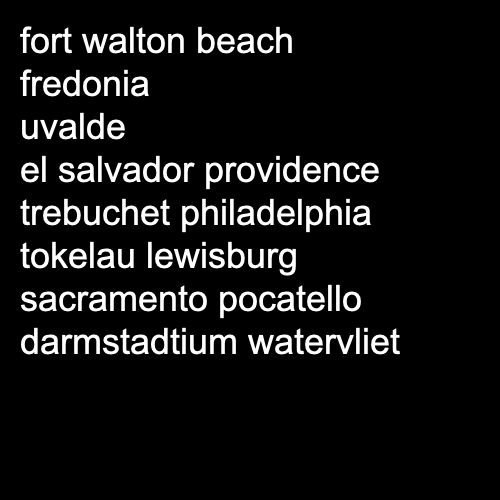 fort walton beach
fredonia
uvalde
el salvador providence
trebuchet philadelphia
tokelau lewisburg
sacramento pocatello
darmstadtium watervliet